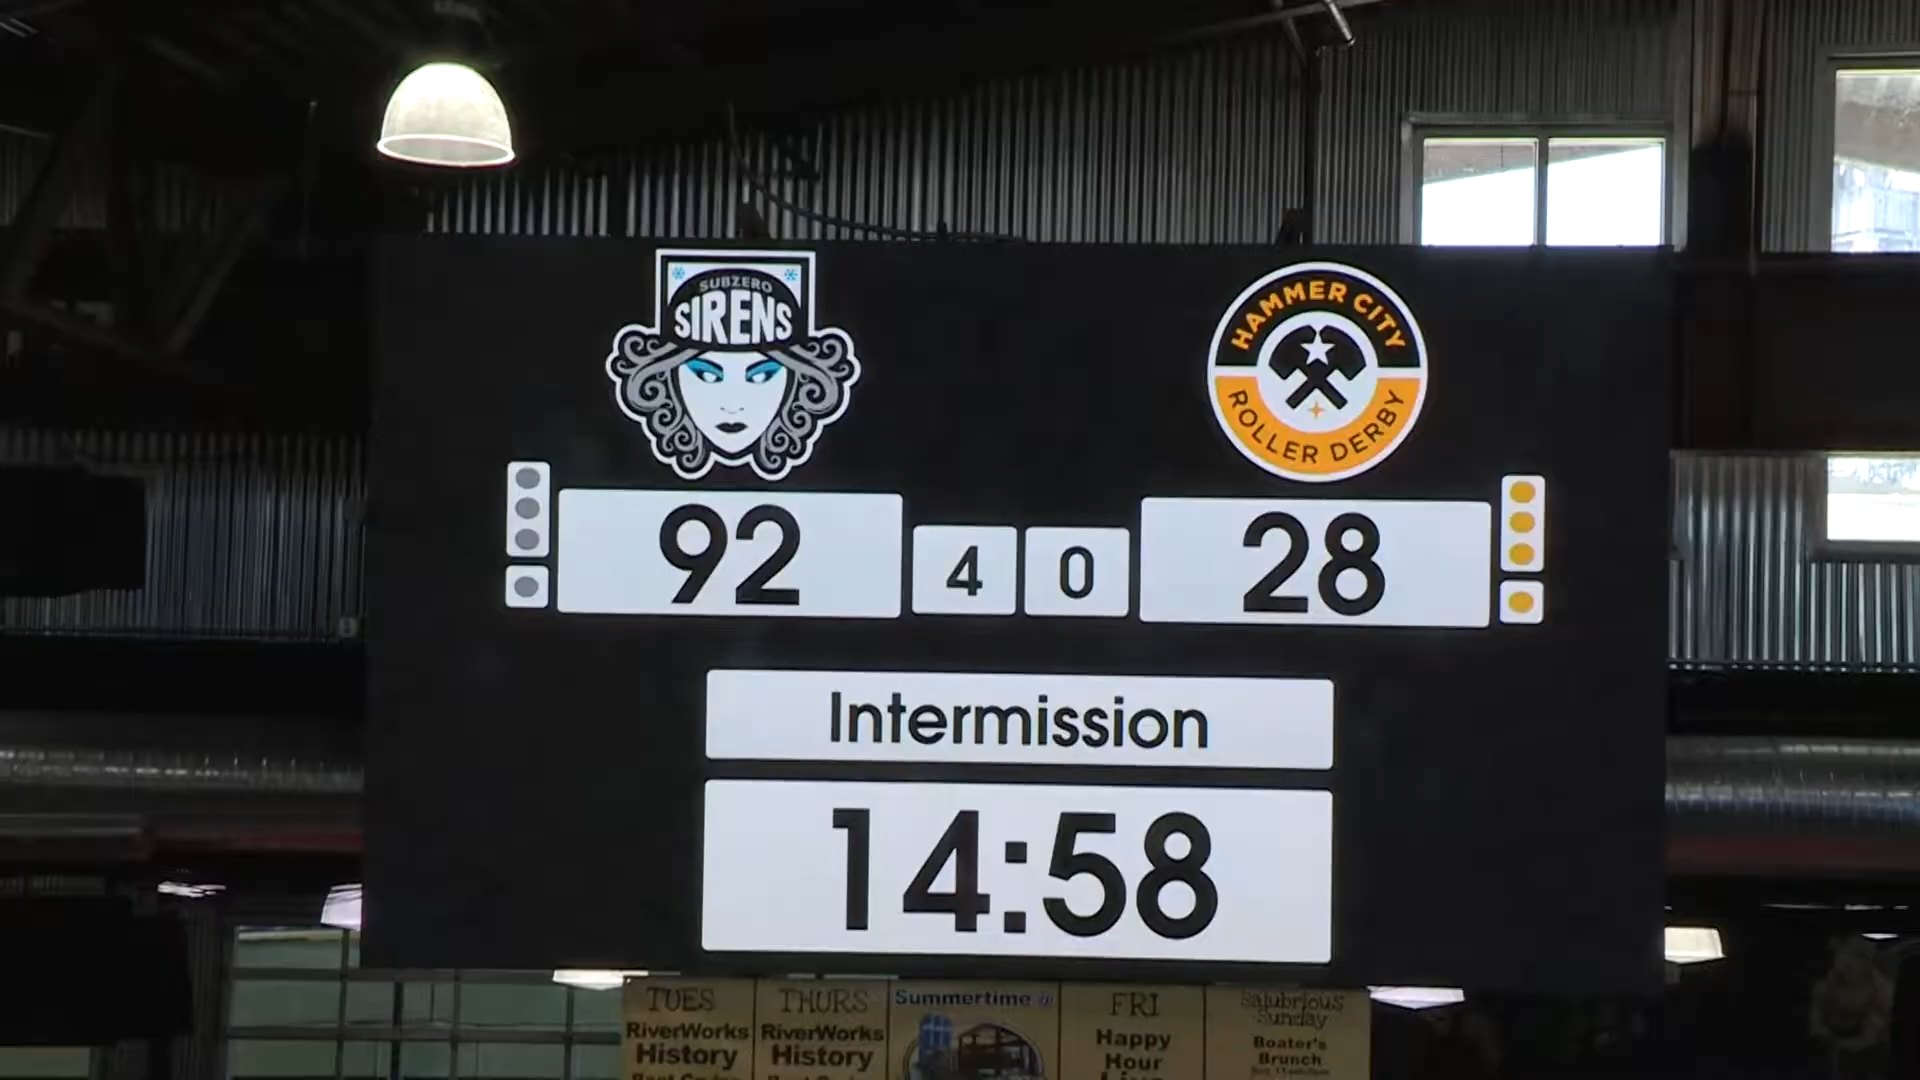 SUBZERO
SIRENS
HAMMER CITY
ROLLER DERBY
92
4
0
28
Intermission
14:58
TUES
RiverWorks
History
THURS
RiverWorks
History
Summertime @
FRI
Happy
Hour
Live
Salubrious
Sunday
Boater's
Brunch